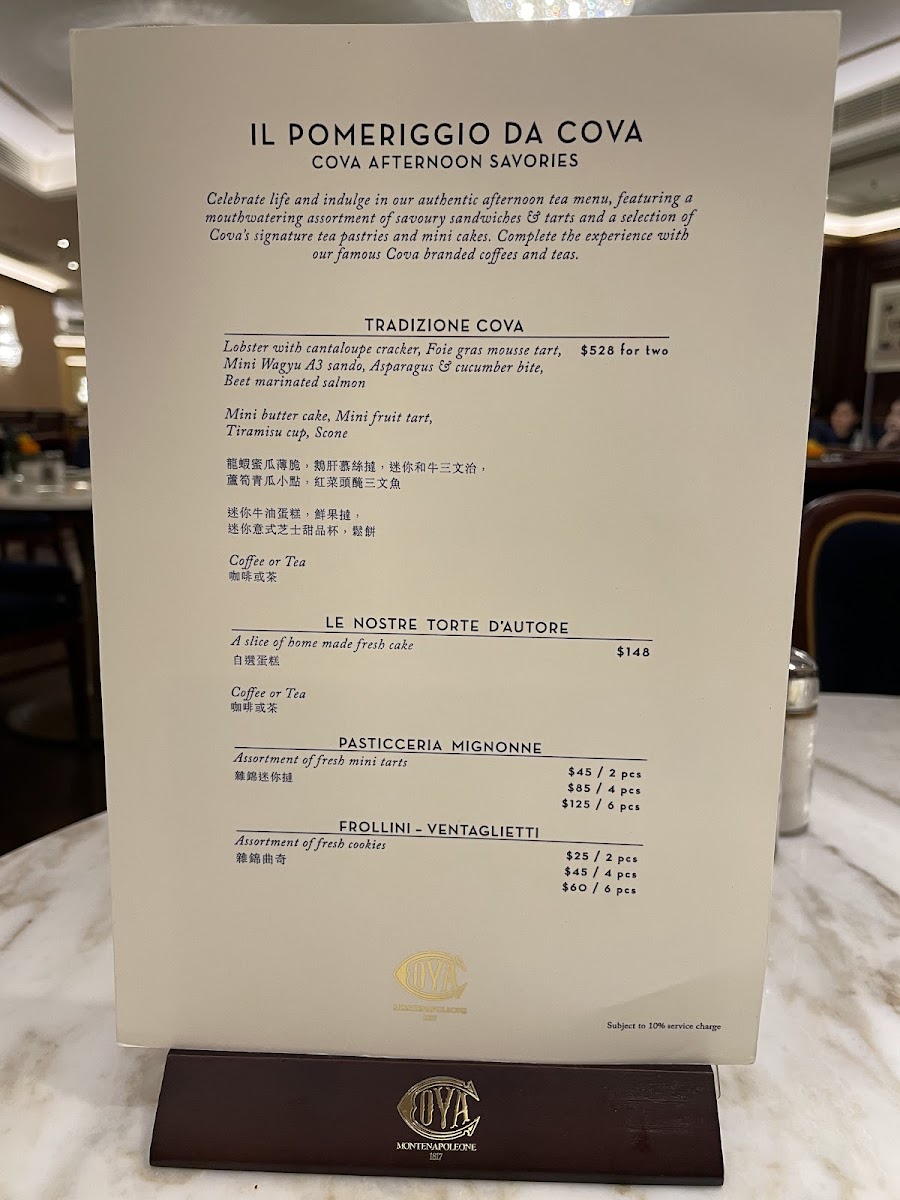 IL POMERIGGIO DA COVA
COVA AFTERNOON SAVORIES
Celebrate life and indulge in our authentic afternoon tea menu, featuring a
mouthwatering assortment of savoury sandwiches & tarts and a selection of
Cova's signature tea pastries and mini cakes. Complete the experience with
our famous Cova branded coffees and teas.
TRADIZIONE COVA
Lobster with cantaloupe cracker, Foie gras mousse tart, $528 for two
Mini Wagyu A3 sando, Asparagus & cucumber bite,
Beet marinated salmon
Mini butter cake, Mini fruit tart,
Tiramisu cup, Scone
龍蝦蜜瓜薄脆，鵝肝慕絲撻，迷你和牛三文治，
蘆筍青瓜小點，紅菜頭醃三文魚
迷你牛油蛋糕，鮮果撻，
迷你意式芝士甜品杯，鬆餅
Coffee or Tea
咖啡或茶
LE NOSTRE TORTE D'AUTORE
A slice of home made fresh cake $148
自選蛋糕
Coffee or Tea
咖啡或茶
PASTICCERIA MIGNONNE
Assortment of fresh mini tarts $45 / 2 pcs
雜錦迷你撻 $85 / 4 pcs
$125 / 6 pcs
FROLLINI - VENTAGLIETTI
Assortment of fresh cookies $25 / 2 pcs
雜錦曲奇 $45 / 4 pcs
$60 / 6 pcs
COVA
MONTENAPOLEONE
1817
Subject to 10% service charge
COVA
MONTENAPOLEONE
1817